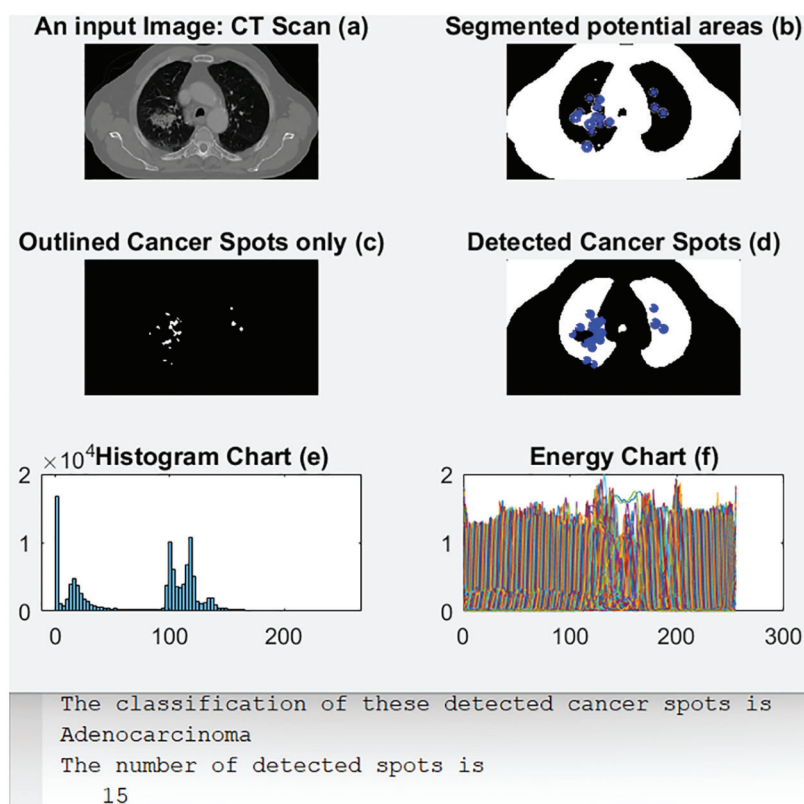 An input Image: CT Scan (a)
Segmented potential areas (b)
Outlined Cancer Spots only (c)
Detected Cancer Spots (d)
×10⁴ Histogram Chart (e)
2
1
0
0 100 200
Energy Chart (f)
2
1
0
0 100 200 300
The classification of these detected cancer spots is
Adenocarcinoma
The number of detected spots is
15